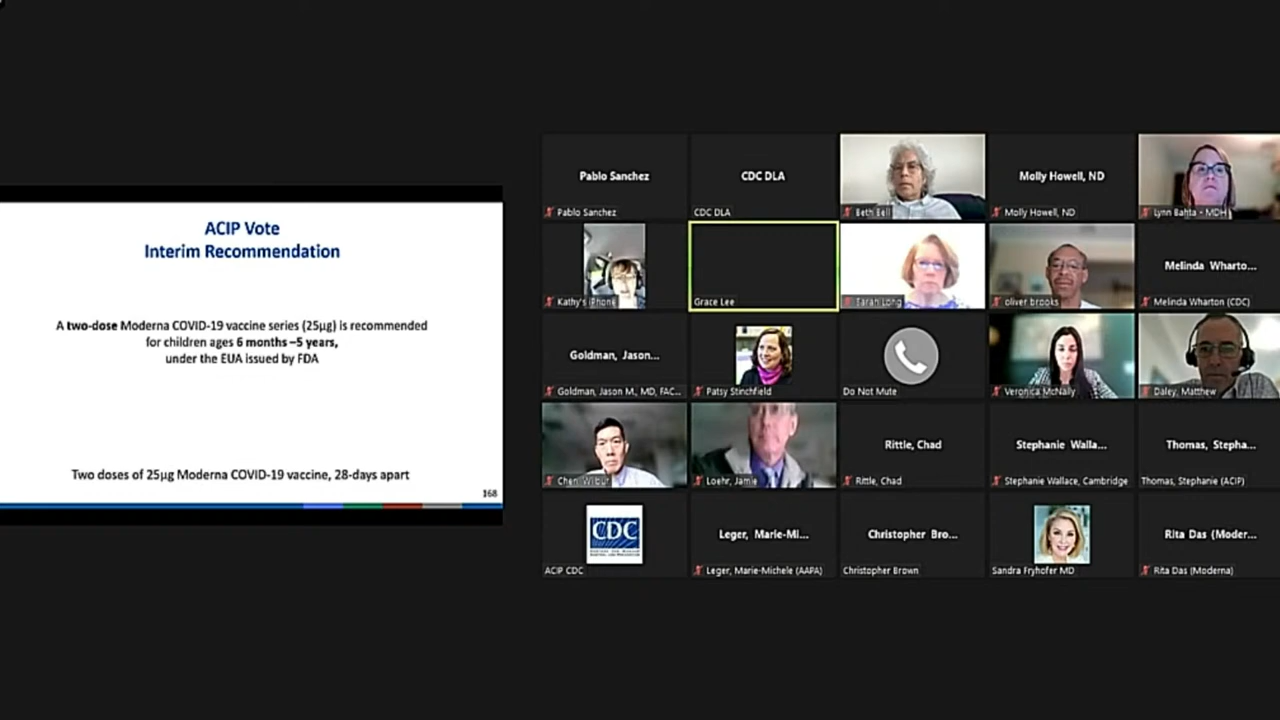 ACIP Vote
Interim Recommendation
A two-dose Moderna COVID-19 vaccine series (25µg) is recommended
for children ages 6 months –5 years,
under the EUA issued by FDA
Two doses of 25µg Moderna COVID-19 vaccine, 28-days apart
168
Pablo Sanchez
Pablo Sanchez
CDC DLA
CDC DLA
Beth Bell
Molly Howell, ND
Molly Howell, ND
Lynn Bahta - MDH
Kathy's iPhone
Grace Lee
Sarah Long
oliver brooks
Melinda Wharto...
Melinda Wharton (CDC)
Goldman, Jason...
Goldman, Jason M., MD, FAC...
Patsy Stinchfield
Do Not Mute
Veronica McNally
Daley, Matthew
Chen Wilbur
Loehr, Jamie
Rittle, Chad
Rittle, Chad
Stephanie Walla...
Stephanie Wallace, Cambridge
Thomas, Stepha...
Thomas, Stephanie (ACIP)
CDC
ACIP CDC
Leger, Marie-Mi...
Leger, Marie-Michele (AAPA)
Christopher Bro...
Christopher Brown
Sandra Fryhofer MD
Rita Das (Moder...
Rita Das (Moderna)